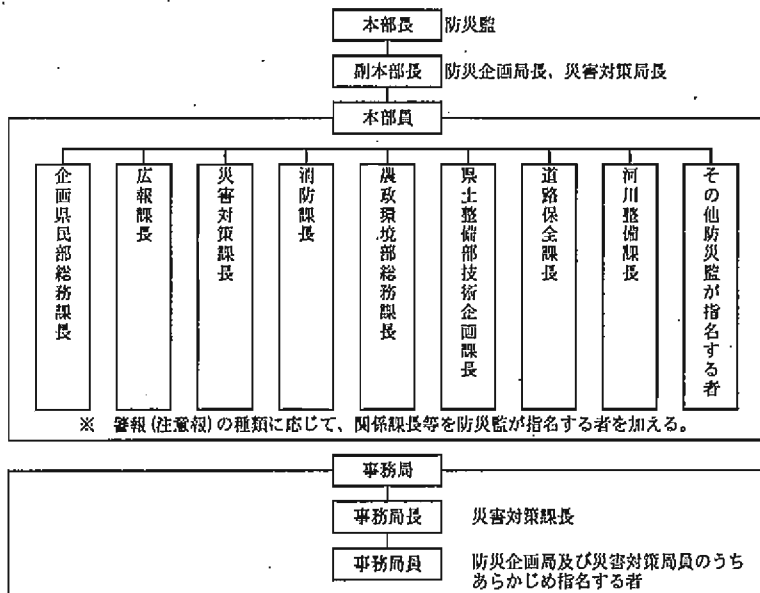 本部長 防災監
副本部長 防災企画局長、災害対策局長
本部員
企画県民部総務課長
広報課長
災害対策課長
消防課長
農政環境部総務課長
県土整備部技術企画課長
道路保全課長
河川整備課長
その他防災監が指名する者
※ 警報(注意報)の種類に応じて、関係課長等を防災監が指名する者を加える。
事務局
事務局長 災害対策課長
事務局員 防災企画局及び災害対策局員のうち
あらかじめ指名する者